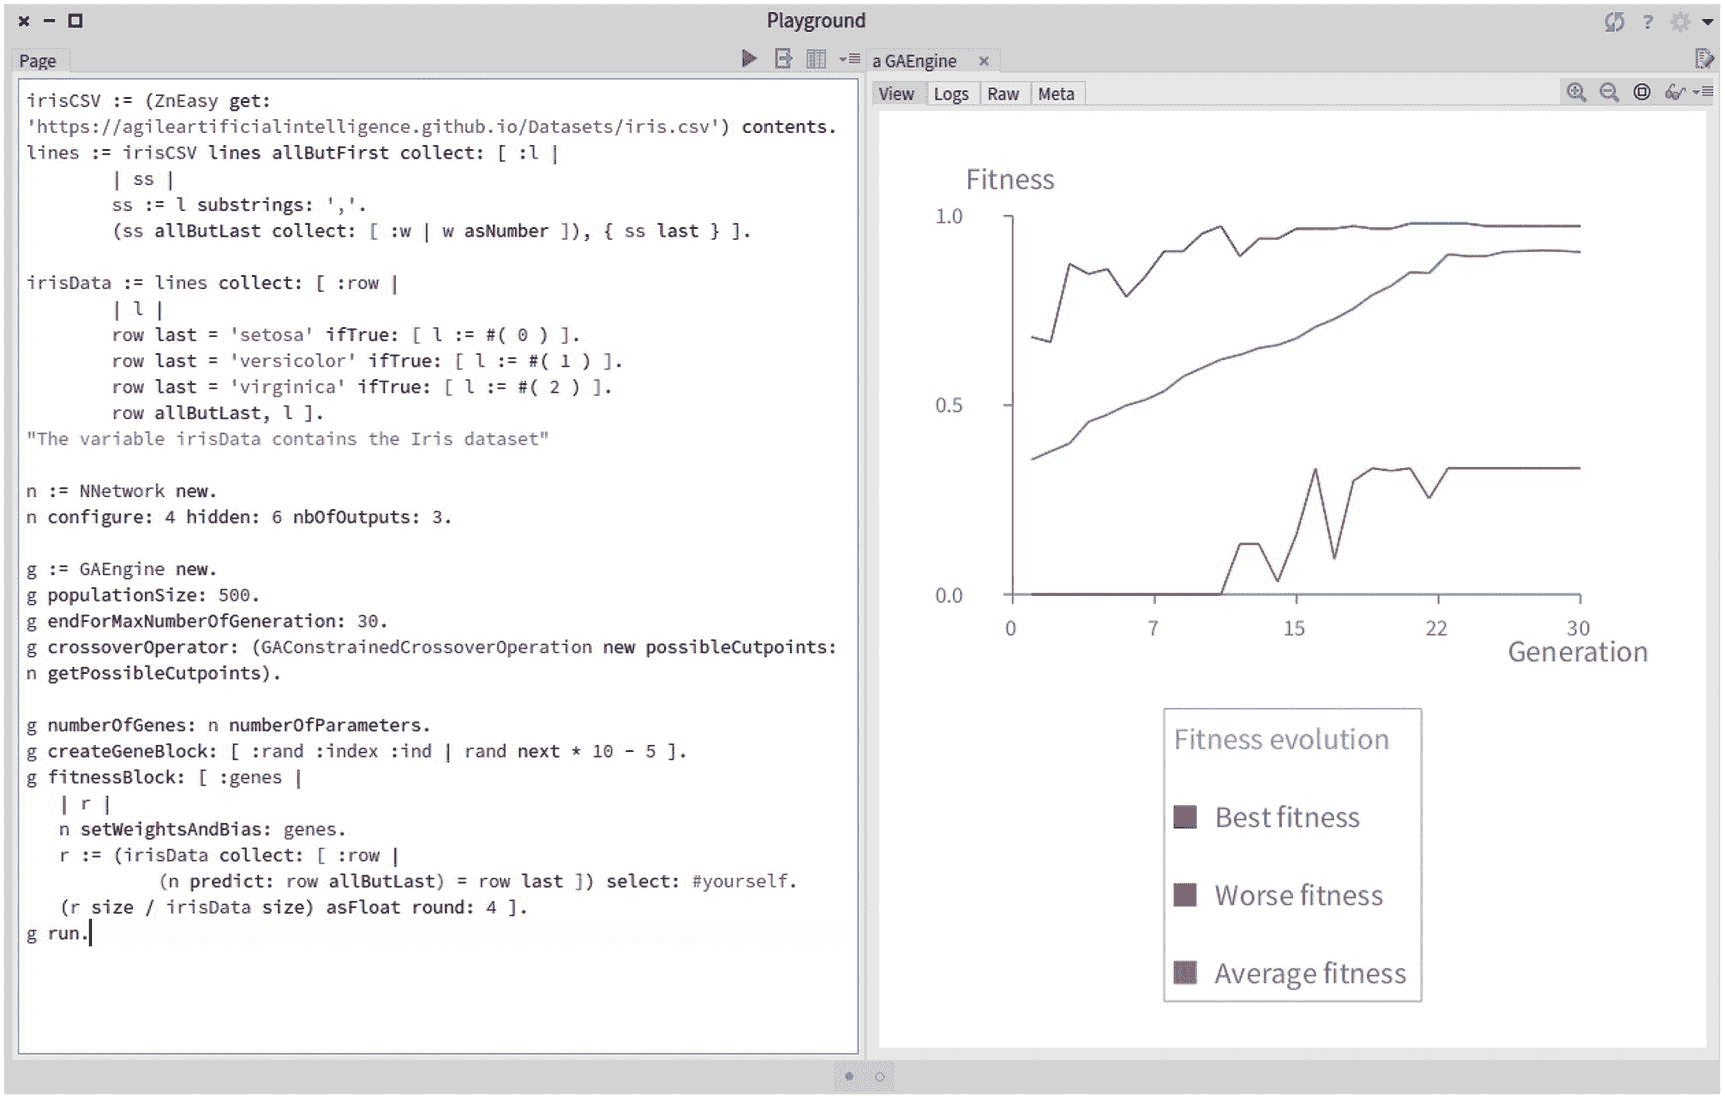 Playground
?
Page
a GAEngine
View Logs Raw Meta
irisCSV := (ZnEasy get:
'https://agileartificialintelligence.github.io/Datasets/iris.csv') contents.
lines := irisCSV lines allButFirst collect: [ :l |
| ss |
ss := l substrings: ','.
(ss allButLast collect: [ :w | w asNumber ]), { ss last } ].
irisData := lines collect: [ :row |
| l |
row last = 'setosa' ifTrue: [ l := #( 0 ) ].
row last = 'versicolor' ifTrue: [ l := #( 1 ) ].
row last = 'virginica' ifTrue: [ l := #( 2 ) ].
row allButLast, l ].
"The variable irisData contains the Iris dataset"
n := NNetwork new.
n configure: 4 hidden: 6 nbOfOutputs: 3.
g := GAEngine new.
g populationSize: 500.
g endForMaxNumberOfGeneration: 30.
g crossoverOperator: (GAConstrainedCrossoverOperation new possibleCutpoints:
n getPossibleCutpoints).
g numberOfGenes: n numberOfParameters.
g createGeneBlock: [ :rand :index :ind | rand next * 10 - 5 ].
g fitnessBlock: [ :genes |
| r |
n setWeightsAndBias: genes.
r := (irisData collect: [ :row |
(n predict: row allButLast) = row last ]) select: #yourself.
(r size / irisData size) asFloat round: 4 ].
g run.
Fitness
1.0
0.5
0.0
0 7 15 22 30
Generation
Fitness evolution
Best fitness
Worse fitness
Average fitness